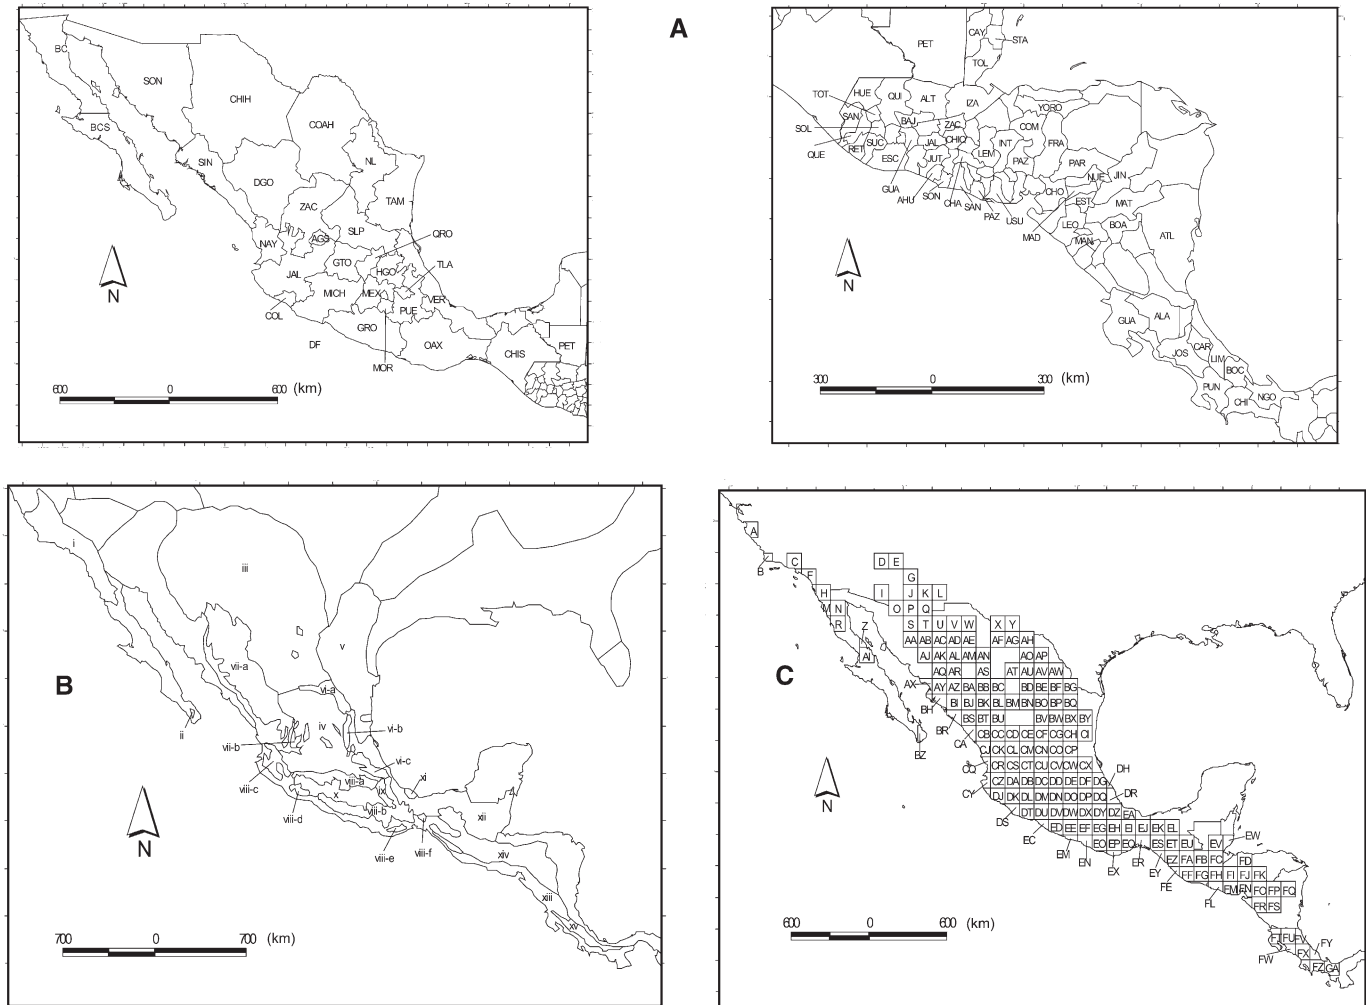 A
BC
SON
CHIH
BCS
COAH
SIN
NL
DGO
ZAC
TAM
SLP
AGS
NAY
QRO
GTO
HGO
TLA
JAL
MICH
MEX
VER
COL
PUE
GRO
DF
OAX
CHIS
PET
MOR
N
600 0 600 (km)
CAY
STA
PET
TOL
TOT
HUE
QUI
ALT
IZA
YORO
SAN
BAJ
ZAC
COM
SOL
SUC
JAL
CHIQ
INT
FRA
QUE
RET
ESC
JUT
LEM
PAZ
PAR
NUE
JIN
GUA
AHU
SON
CHA
SAN
PAZ
USU
CHO
EST
MAT
MAD
LEO
BOA
MAN
ATL
N
GUA
ALA
JOS
CAR
LIM
BOC
PUN
CHI
NGO
300 0 300 (km)
B
i
iii
v
vii-a
vi-a
ii
iv
vi-b
vii-b
vi-c
xi
viii-c
viii-a
ix
x
viii-b
xii
viii-d
viii-e
viii-f
xiv
xiii
xv
N
700 0 700 (km)
C
A
B C D E
F G
H I J K L
M N O P Q
R Z S T U V W X Y
AA AB AC AD AE AF AG AH
AI AJ AK AL AM AN AO AP
AQ AR AS AT AU AV AW
AX AY AZ BA BB BC BD BE BF BG
BH BI BJ BK BL BM BN BO BP BQ
BR BS BT BU BV BW BX BY
BZ CA CB CC CD CE CF CG CH CI
CJ CK CL CM CN CO CP
CQ CR CS CT CU CV CW CX
CY CZ DA DB DC DD DE DF DG DH
DJ DK DL DM DN DO DP DQ DR
DS DT DU DV DW DX DY DZ EA
EC ED EE EF EG EH EI EJ EK EL
EM EN EO EP EQ ER ES ET EU EV EW
EX EY EZ FA FB FC FD
FE FF FG FH FI FJ FK
FL FM FN FO FP FQ
FR FS
FT FU FV
FW FX FY
FZ GA
N
600 0 600 (km)